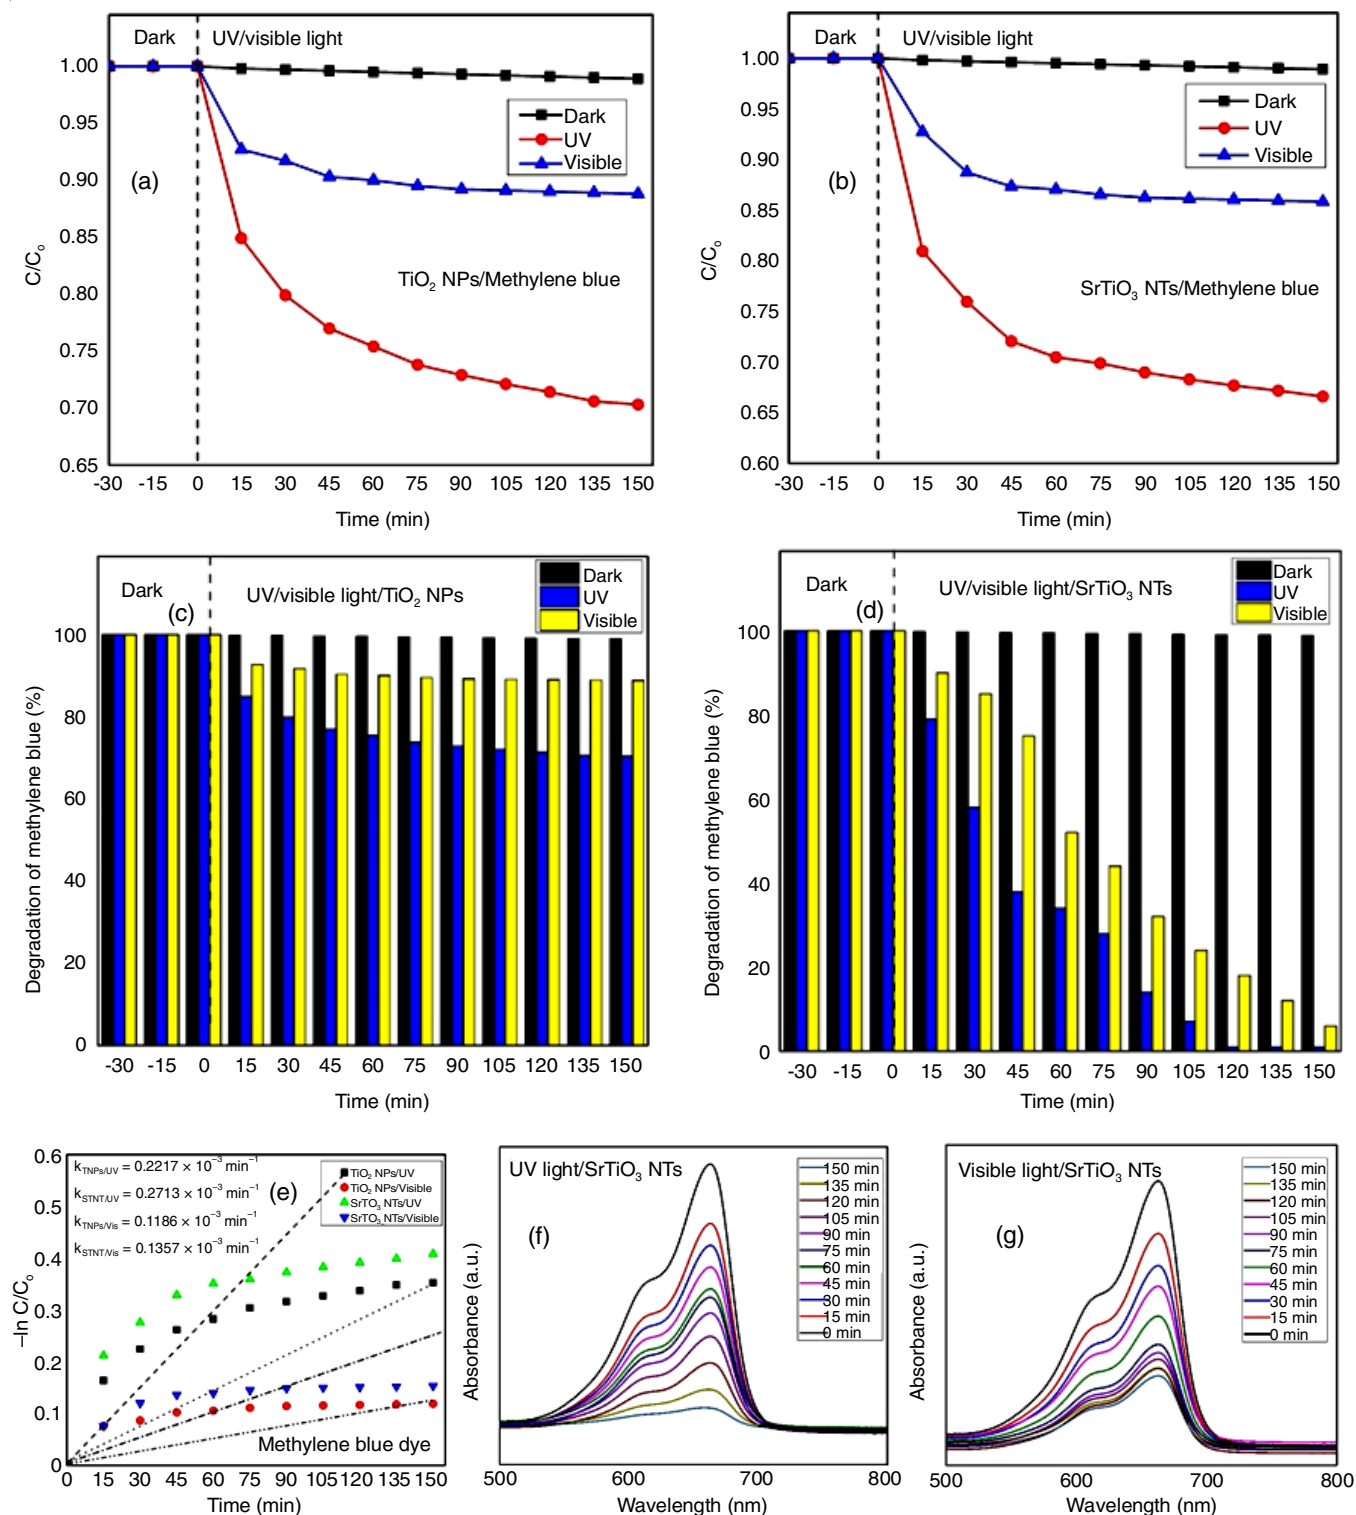 Dark UV/visible light
1.00
0.95
0.90
0.85
0.80
0.75
0.70
0.65
C/C₀
Dark
UV
Visible
(a)
TiO₂ NPs/Methylene blue
-30 -15 0 15 30 45 60 75 90 105 120 135 150
Time (min)
Dark UV/visible light
1.00
0.95
0.90
0.85
0.80
0.75
0.70
0.65
0.60
C/C₀
Dark
UV
Visible
(b)
SrTiO₃ NTs/Methylene blue
-30 -15 0 15 30 45 60 75 90 105 120 135 150
Time (min)
Dark
(c)
UV/visible light/TiO₂ NPs
Dark
UV
Visible
100
80
60
40
20
0
Degradation of methylene blue (%)
-30 -15 0 15 30 45 60 75 90 105 120 135 150
Time (min)
Dark
(d)
UV/visible light/SrTiO₃ NTs
Dark
UV
Visible
100
80
60
40
20
0
Degradation of methylene blue (%)
-30 -15 0 15 30 45 60 75 90 105 120 135 150
Time (min)
0.6
0.5
0.4
0.3
0.2
0.1
0
–ln C/C₀
k_TNPs/UV = 0.2217 × 10⁻³ min⁻¹
k_STNT/UV = 0.2713 × 10⁻³ min⁻¹
k_TNPs/Vis = 0.1186 × 10⁻³ min⁻¹
k_STNT/Vis = 0.1357 × 10⁻³ min⁻¹
(e)
TiO₂ NPs/UV
TiO₂ NPs/Visible
SrTO₃ NTs/UV
SrTO₃ NTs/Visible
Methylene blue dye
0 15 30 45 60 75 90 105 120 135 150
Time (min)
UV light/SrTiO₃ NTs
(f)
150 min
135 min
120 min
105 min
90 min
75 min
60 min
45 min
30 min
15 min
0 min
Absorbance (a.u.)
500 600 700 800
Wavelength (nm)
Visible light/SrTiO₃ NTs
(g)
150 min
135 min
120 min
105 min
90 min
75 min
60 min
45 min
30 min
15 min
0 min
Absorbance (a.u.)
500 600 700 800
Wavelength (nm)